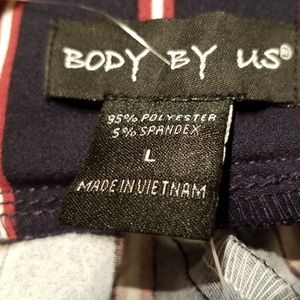 BODY BY US®
95% POLYESTER
5% SPANDEX
L
MADE IN VIETNAM